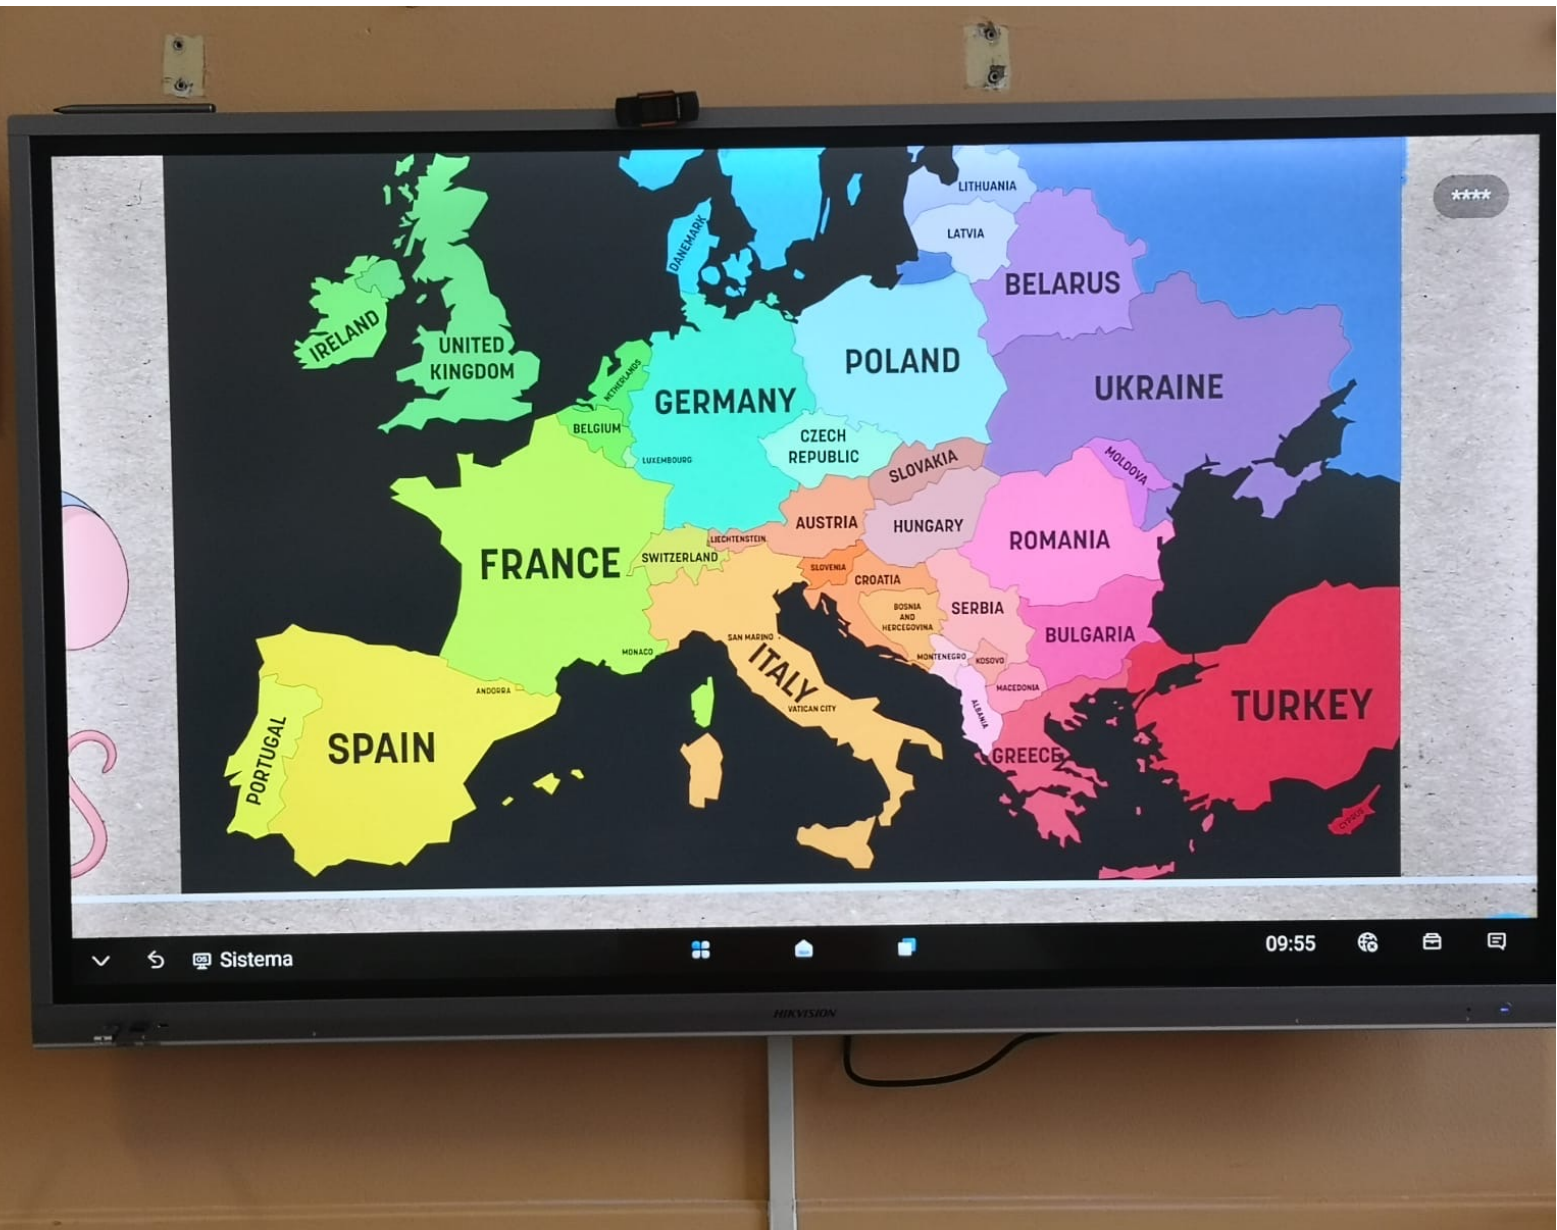 LITHUANIA
****
DANEMARK
LATVIA
BELARUS
IRELAND
UNITED
KINGDOM
NETHERLANDS
POLAND
UKRAINE
GERMANY
BELGIUM
CZECH
REPUBLIC
LUXEMBOURG
SLOVAKIA
MOLDOVA
AUSTRIA
HUNGARY
ROMANIA
LIECHTENSTEIN
SWITZERLAND
FRANCE
SLOVENIA
CROATIA
BOSNIA
AND
HERCEGOVINA
SERBIA
BULGARIA
SAN MARINO
MONACO
ITALY
MONTENEGRO
KOSOVO
ANDORRA
MACEDONIA
VATICAN CITY
ALBANIA
TURKEY
PORTUGAL
SPAIN
GREECE
CYPRUS
Sistema
09:55
HIKVISION